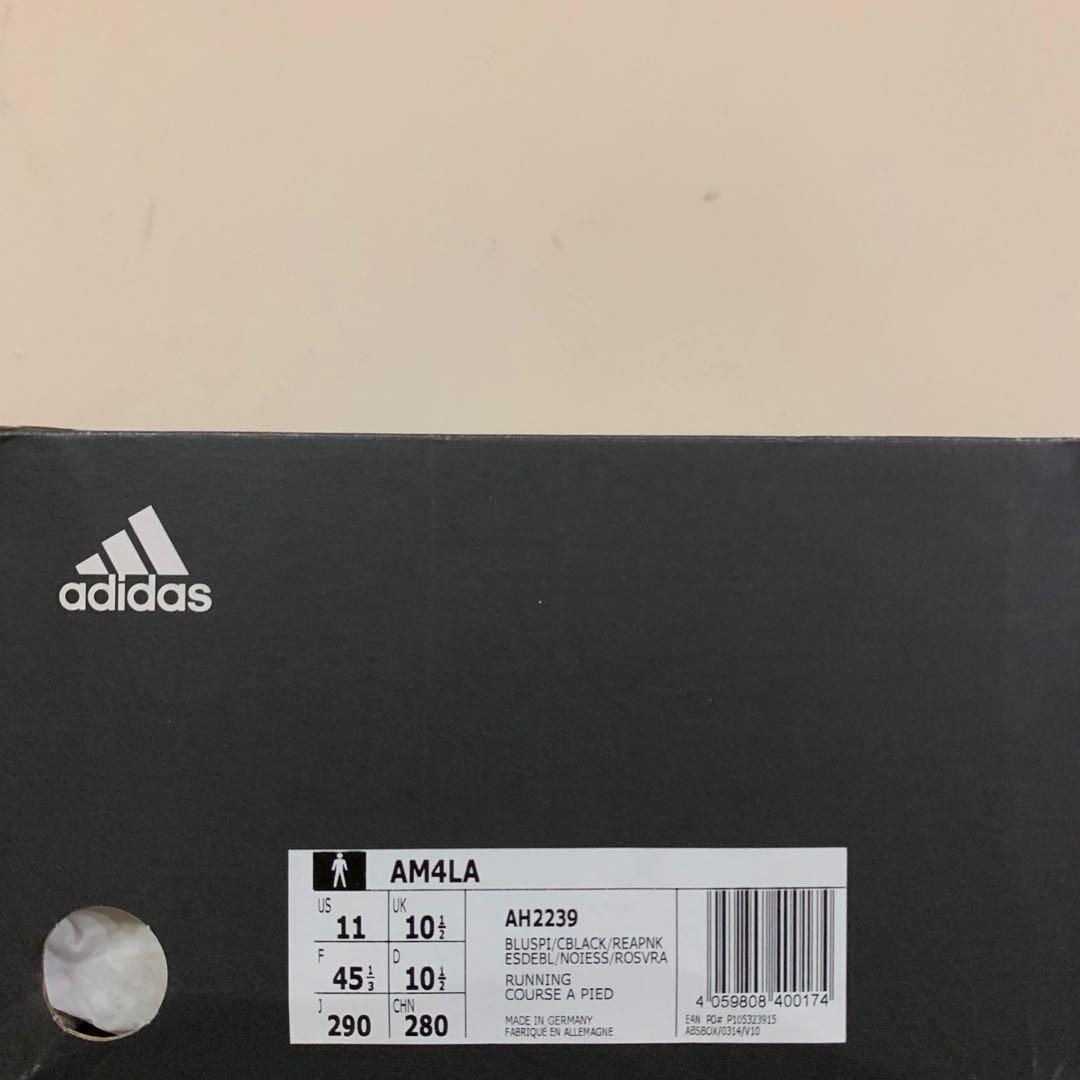 adidas
AM4LA
US 11
UK 10½
F 45⅓
D 10½
J 290
CHN 280
AH2239
BLUSPI/CBLACK/REAPNK
ESDEBL/NOIESS/ROSVRA
RUNNING
COURSE A PIED
MADE IN GERMANY
FABRIQUE EN ALLEMAGNE
4 059808 400174
EAN PO# P105323915
ABSBOX/0314/V10